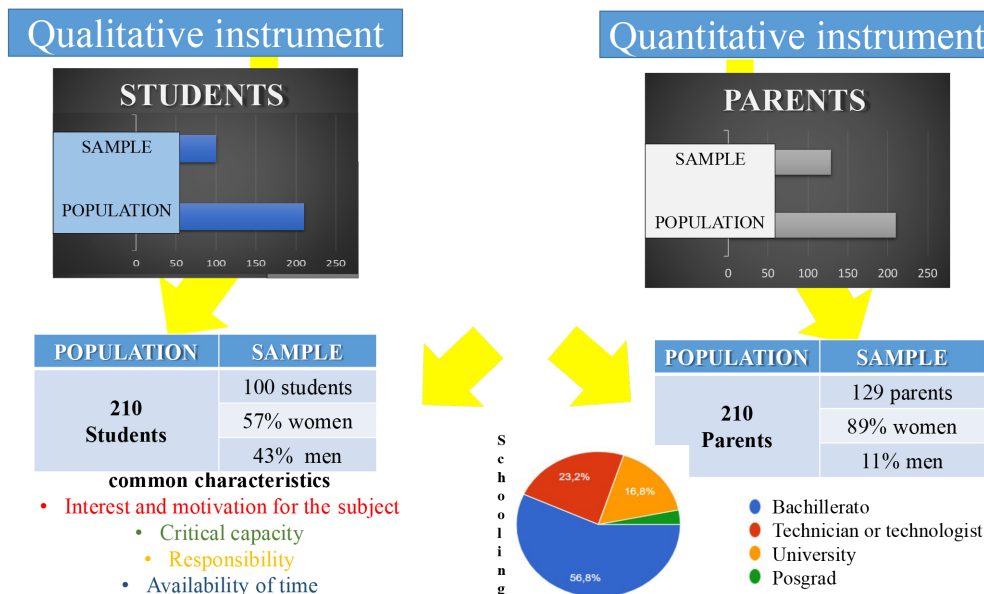 Qualitative instrument
STUDENTS
SAMPLE
POPULATION
0 50 100 150 200 250
POPULATION SAMPLE
210
Students
100 students
57% women
43% men
common characteristics
• Interest and motivation for the subject
• Critical capacity
• Responsibility
• Availability of time
Quantitative instrument
PARENTS
SAMPLE
POPULATION
0 50 100 150 200 250
POPULATION SAMPLE
210
Parents
129 parents
89% women
11% men
Schooling
23,2%
16,8%
56,8%
Bachillerato
Technician or technologist
University
Posgrad